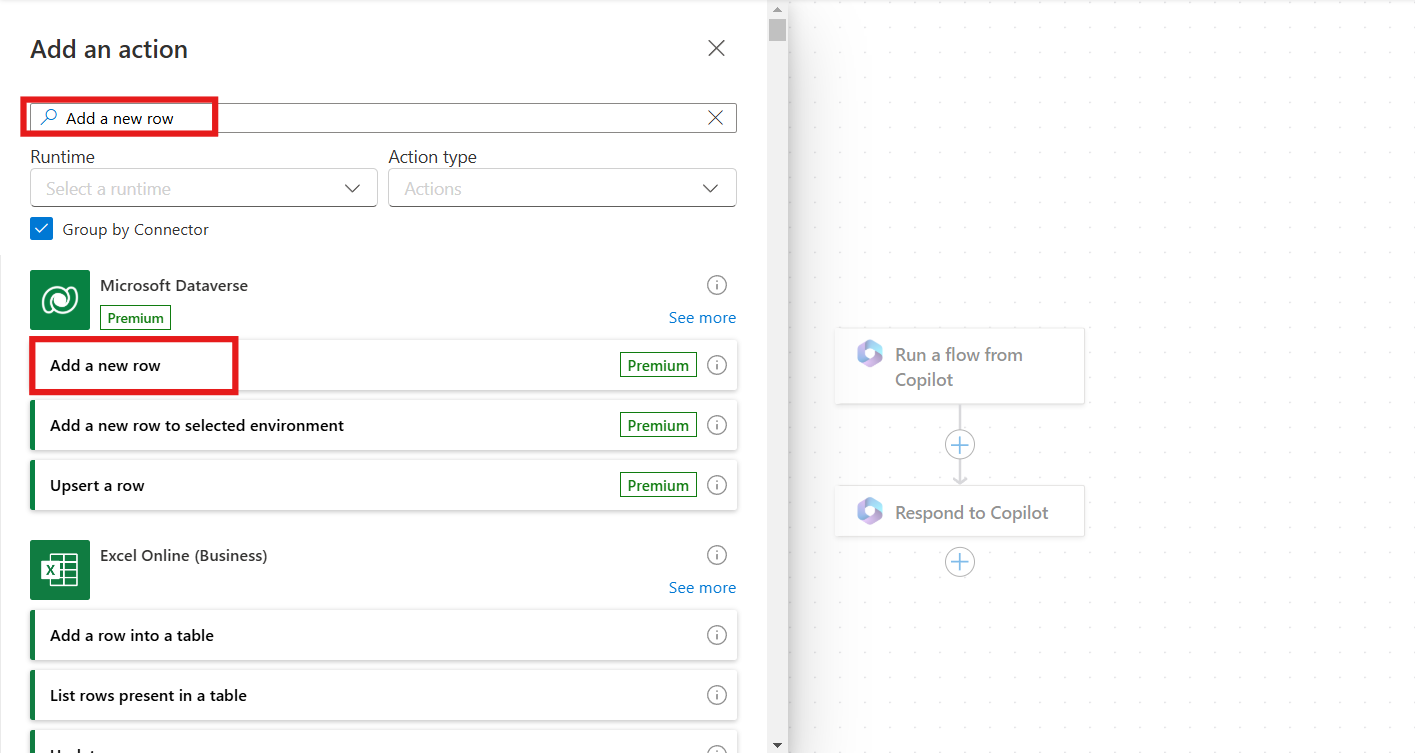 Add an action
Add a new row
Runtime
Action type
Select a runtime
Actions
Group by Connector
Microsoft Dataverse
Premium
See more
Add a new row
Premium
Add a new row to selected environment
Premium
Upsert a row
Premium
Excel Online (Business)
See more
Add a row into a table
List rows present in a table
Run a flow from
Copilot
Respond to Copilot